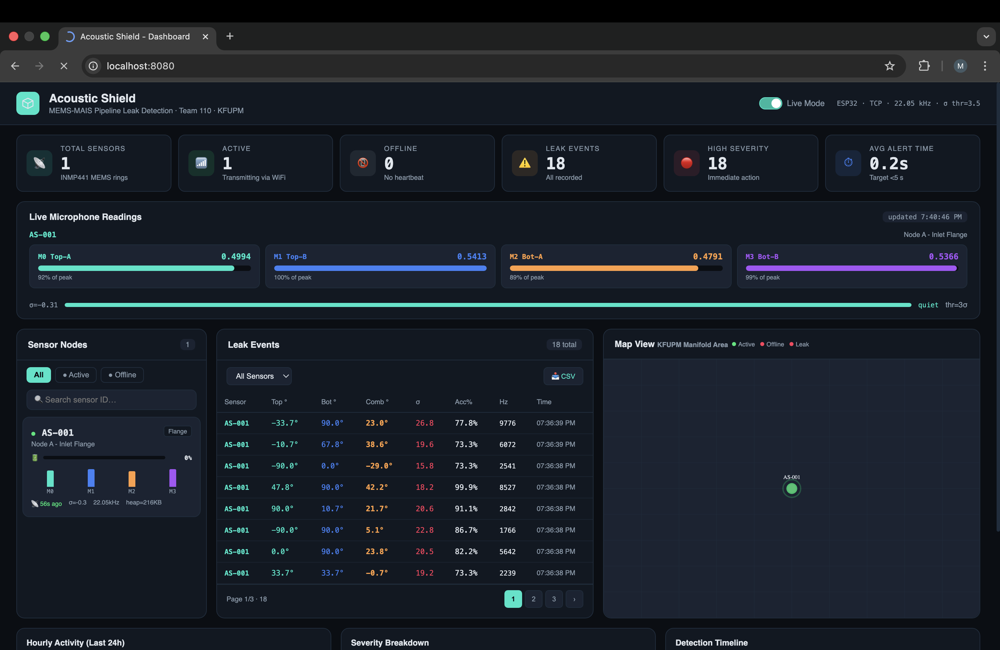 Acoustic Shield - Dashboard
localhost:8080
M
Acoustic Shield
MEMS-MAIS Pipeline Leak Detection · Team 110 · KFUPM
Live Mode ESP32 · TCP · 22.05 kHz · σ thr=3.5
TOTAL SENSORS
1
INMP441 MEMS rings
ACTIVE
1
Transmitting via WiFi
OFFLINE
0
No heartbeat
LEAK EVENTS
18
All recorded
HIGH SEVERITY
18
Immediate action
AVG ALERT TIME
0.2s
Target <5 s
Live Microphone Readings
updated 7:40:46 PM
AS-001
Node A - Inlet Flange
M0 Top-A 0.4994
92% of peak
M1 Top-B 0.5413
100% of peak
M2 Bot-A 0.4791
89% of peak
M3 Bot-B 0.5366
99% of peak
σ=-0.31 quiet thr=3σ
Sensor Nodes 1
All Active Offline
Search sensor ID…
AS-001 Flange
Node A - Inlet Flange
0%
M0 M1 M2 M3
56s ago σ=-0.3 22.05kHz heap=216KB
Leak Events 18 total
All Sensors CSV
Sensor Top ° Bot ° Comb ° σ Acc% Hz Time
AS-001 -33.7° 90.0° 23.0° 26.8 77.8% 9776 07:36:39 PM
AS-001 -10.7° 67.8° 38.6° 19.6 73.3% 6072 07:36:39 PM
AS-001 -90.0° 0.0° -29.0° 15.8 73.3% 2541 07:36:38 PM
AS-001 47.8° 90.0° 42.2° 18.2 99.9% 8527 07:36:38 PM
AS-001 90.0° 10.7° 21.7° 20.6 91.1% 2842 07:36:38 PM
AS-001 -90.0° 90.0° 5.1° 22.8 86.7% 1766 07:36:38 PM
AS-001 0.0° 90.0° 23.8° 20.5 82.2% 5642 07:36:38 PM
AS-001 33.7° 33.7° -0.7° 19.2 73.3% 2239 07:36:38 PM
Page 1/3 · 18 1 2 3 ›
Map View KFUPM Manifold Area Active Offline Leak
AS-001
Hourly Activity (Last 24h)
Severity Breakdown
Detection Timeline